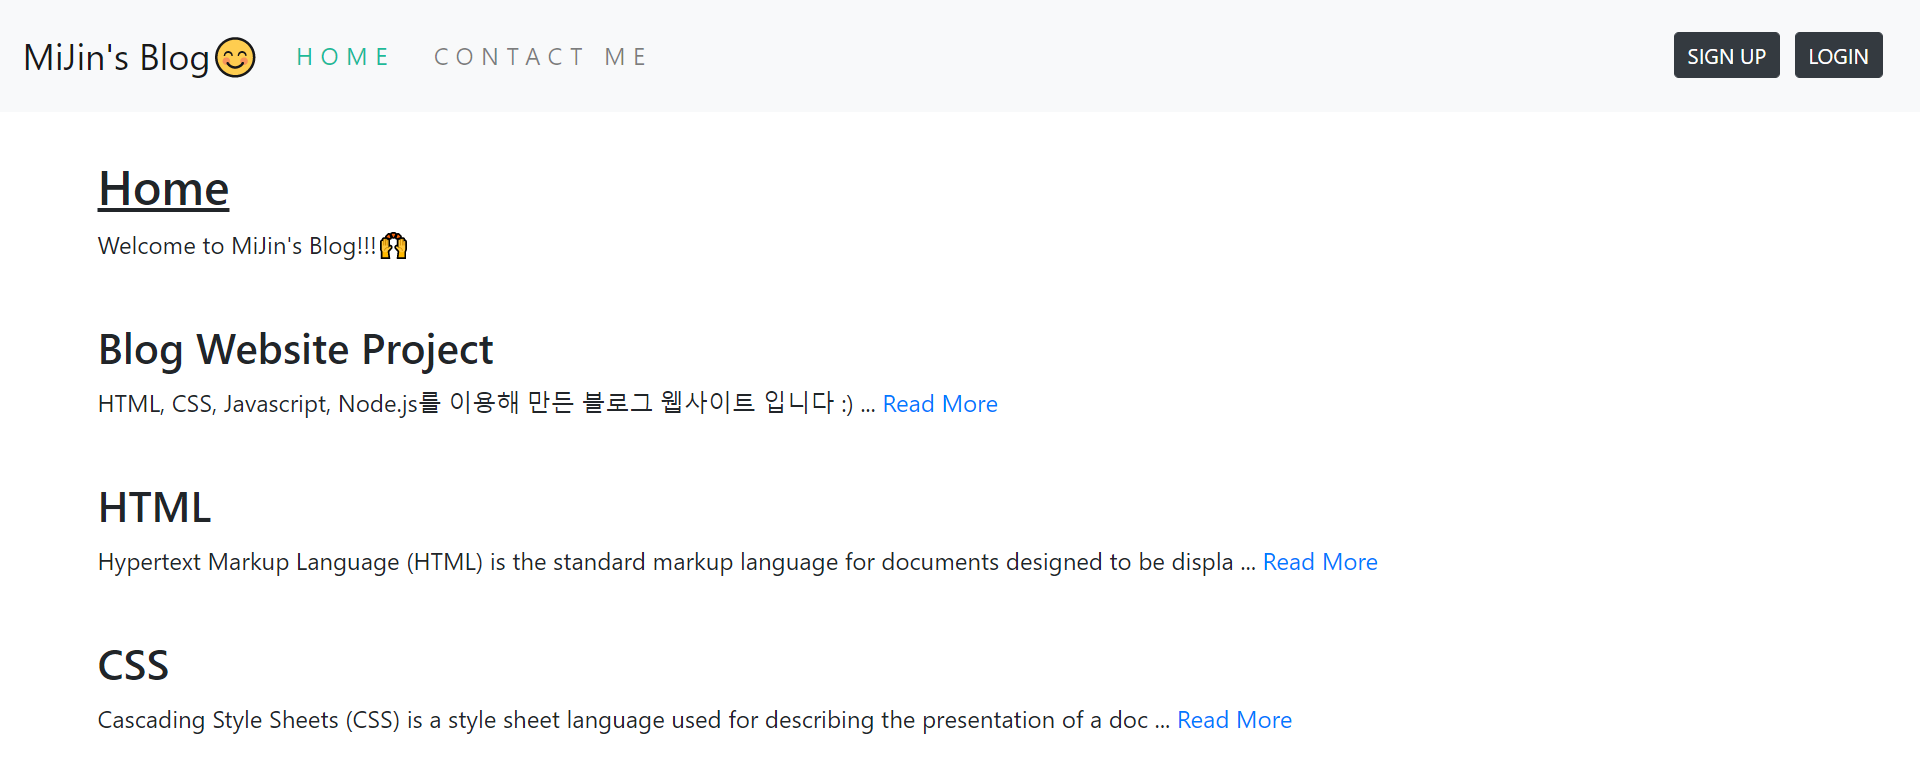 MiJin's Blog😊 HOME CONTACT ME SIGN UP LOGIN
Home
Welcome to MiJin's Blog!!!🙌
Blog Website Project
HTML, CSS, Javascript, Node.js를 이용해 만든 블로그 웹사이트 입니다 :) ... Read More
HTML
Hypertext Markup Language (HTML) is the standard markup language for documents designed to be displa ... Read More
CSS
Cascading Style Sheets (CSS) is a style sheet language used for describing the presentation of a doc ... Read More